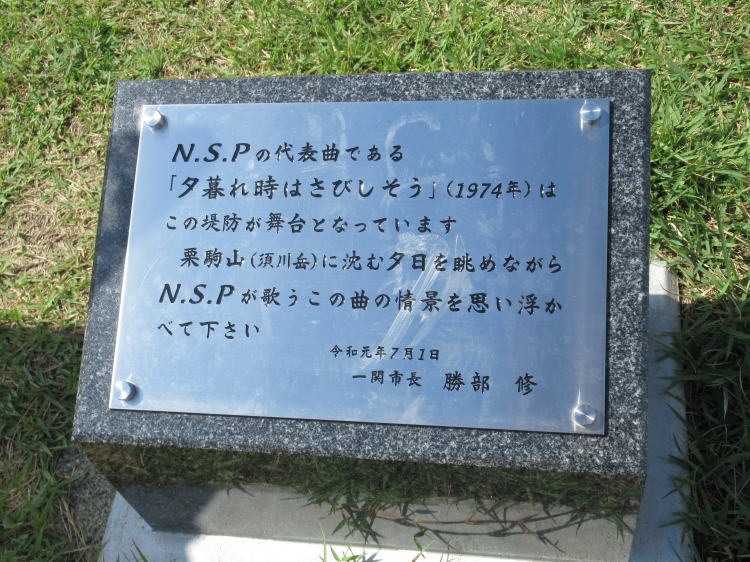 N.S.Pの代表曲である
「夕暮れ時はさびしそう」(1974年)は
この堤防が舞台となっています
栗駒山(須川岳)に沈む夕日を眺めながら
N.S.Pが歌うこの曲の情景を思い浮か
べて下さい
令和元年7月1日
一関市長 勝部 修